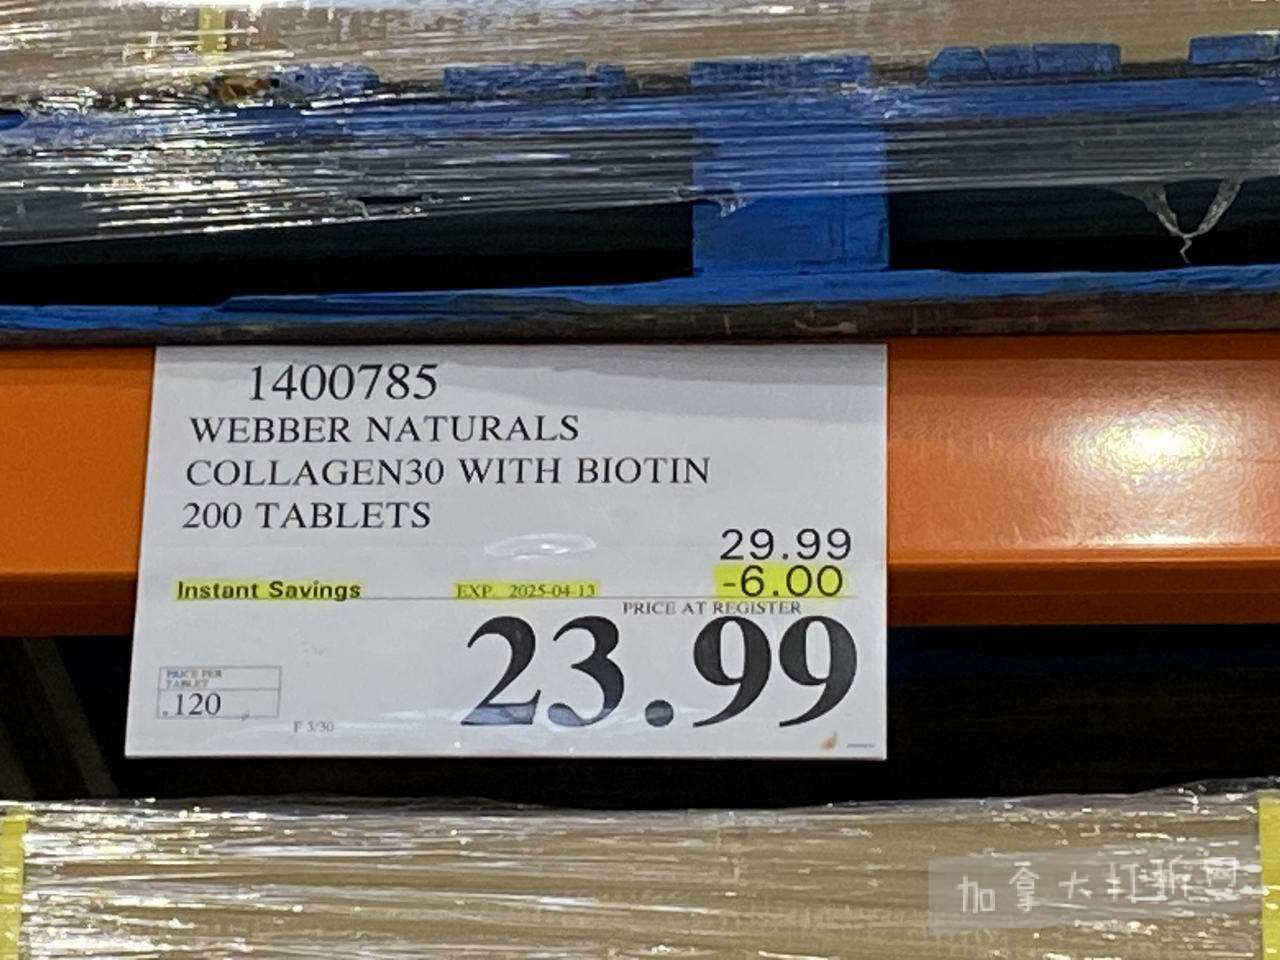 1400785
WEBBER NATURALS
COLLAGEN30 WITH BIOTIN
200 TABLETS
29.99
Instant Savings EXP. 2025-04-13 -6.00
PRICE AT REGISTER
23.99
PRICE PER
TABLET
.120
F 3/30
加拿大打折网